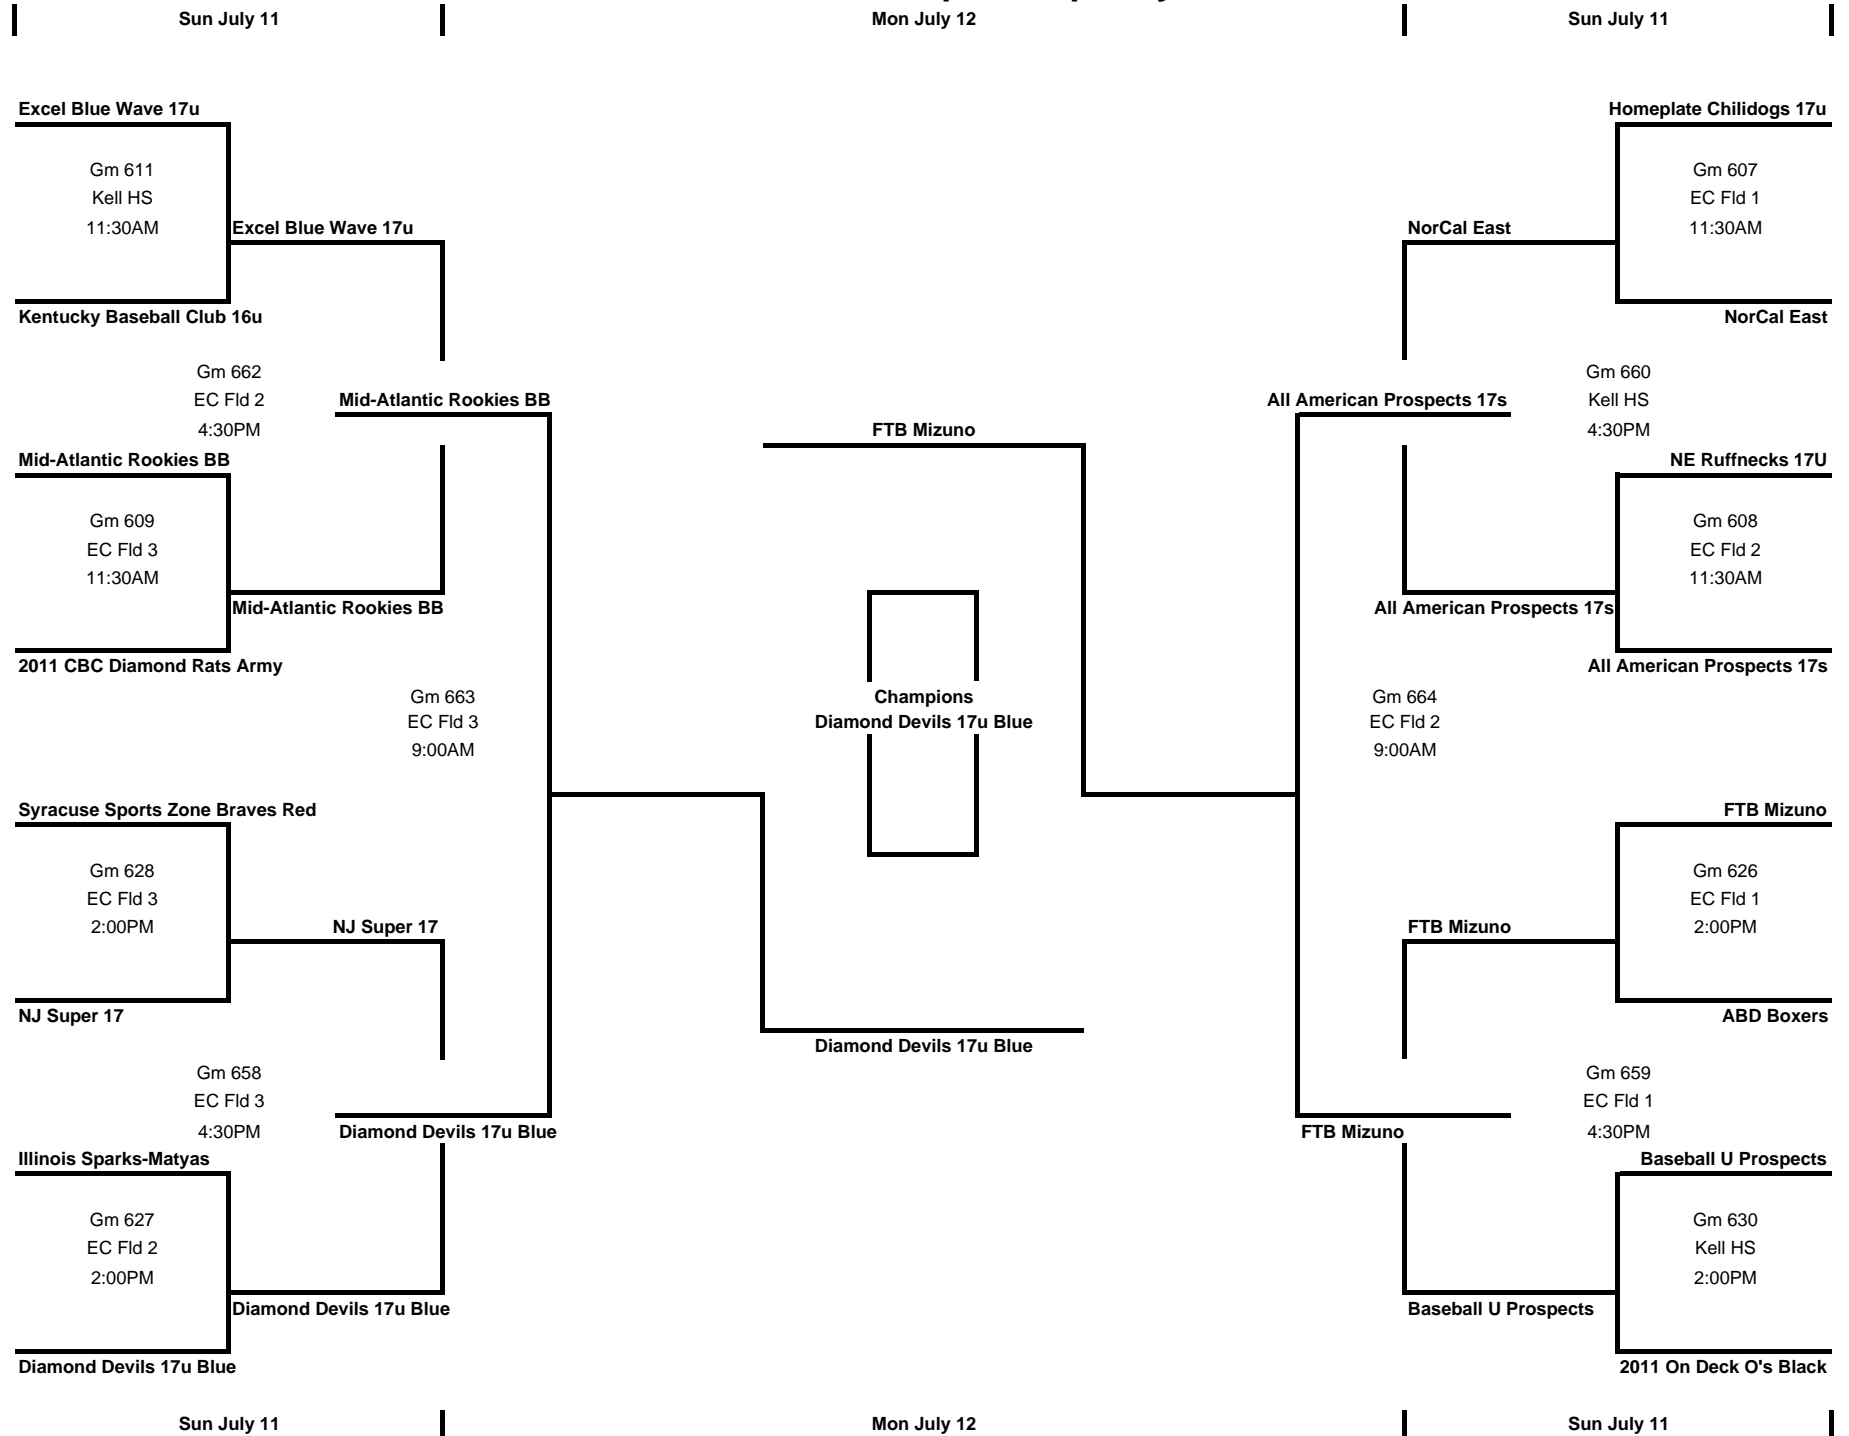 Sun July 11
Mon July 12
Sun July 11
Excel Blue Wave 17u
Homeplate Chilidogs 17u
Gm 611
Kell HS
11:30AM
Gm 607
EC Fld 1
11:30AM
Excel Blue Wave 17u
NorCal East
Kentucky Baseball Club 16u
NorCal East
Gm 662
EC Fld 2
4:30PM
Gm 660
Kell HS
4:30PM
Mid-Atlantic Rookies BB
All American Prospects 17s
FTB Mizuno
Mid-Atlantic Rookies BB
NE Ruffnecks 17U
Gm 609
EC Fld 3
11:30AM
Gm 608
EC Fld 2
11:30AM
Mid-Atlantic Rookies BB
All American Prospects 17s
2011 CBC Diamond Rats Army
All American Prospects 17s
Gm 663
EC Fld 3
9:00AM
Champions
Diamond Devils 17u Blue
Gm 664
EC Fld 2
9:00AM
Syracuse Sports Zone Braves Red
FTB Mizuno
Gm 628
EC Fld 3
2:00PM
Gm 626
EC Fld 1
2:00PM
NJ Super 17
FTB Mizuno
NJ Super 17
ABD Boxers
Diamond Devils 17u Blue
Gm 658
EC Fld 3
4:30PM
Gm 659
EC Fld 1
4:30PM
Diamond Devils 17u Blue
FTB Mizuno
Illinois Sparks-Matyas
Baseball U Prospects
Gm 627
EC Fld 2
2:00PM
Gm 630
Kell HS
2:00PM
Diamond Devils 17u Blue
Baseball U Prospects
Diamond Devils 17u Blue
2011 On Deck O's Black
Sun July 11
Mon July 12
Sun July 11